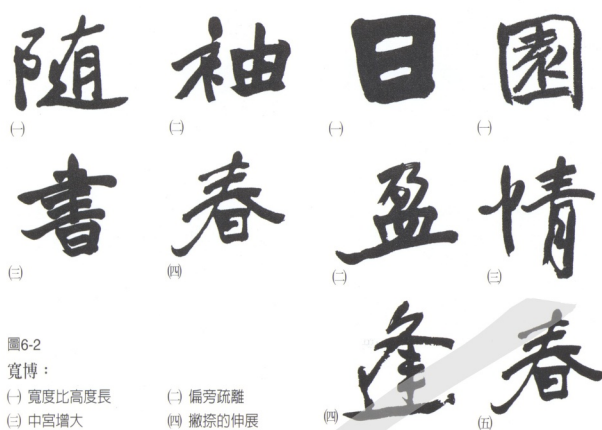 随 袖 日 園
㈠ ㈡ ㈠ ㈠
書 春 盈 情
㈢ ㈣ ㈡ ㈢
逢 春
㈣ ㈤
圖6-2
寬博：
㈠ 寬度比高度長 ㈡ 偏旁疏離
㈢ 中宮增大 ㈣ 撇捺的伸展